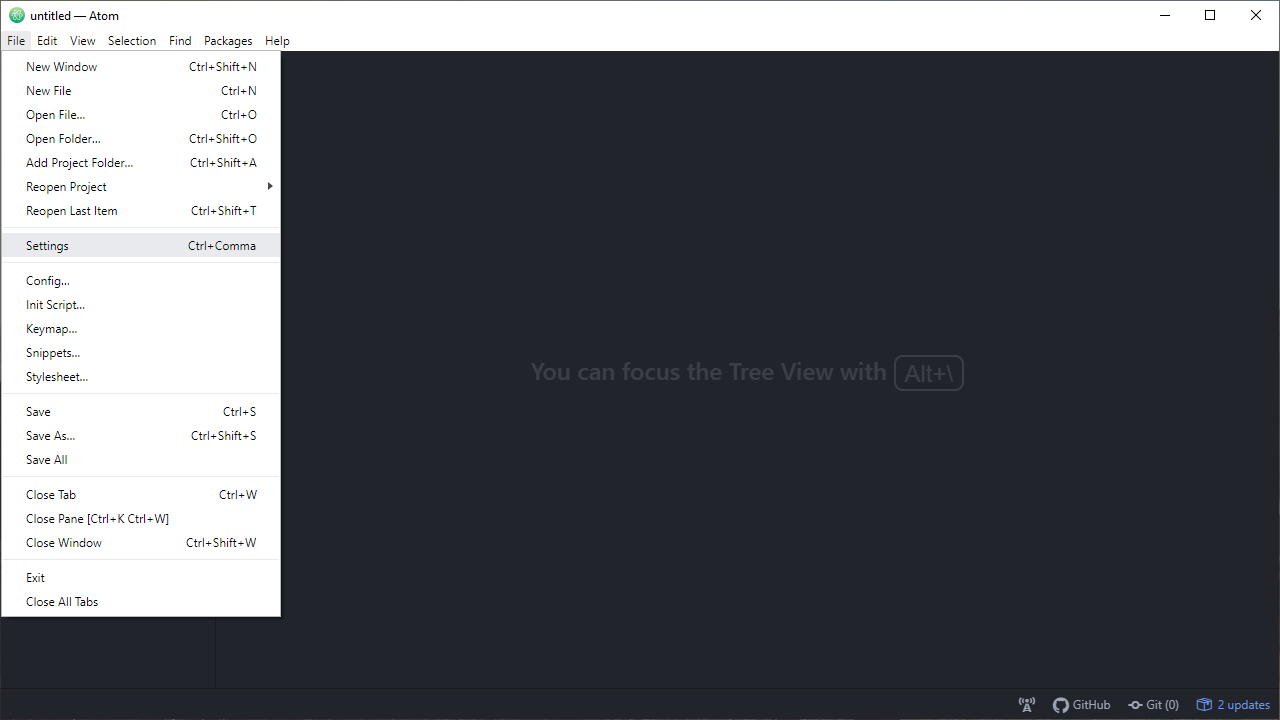 untitled — Atom
File Edit View Selection Find Packages Help
New Window Ctrl+Shift+N
New File Ctrl+N
Open File... Ctrl+O
Open Folder... Ctrl+Shift+O
Add Project Folder... Ctrl+Shift+A
Reopen Project
Reopen Last Item Ctrl+Shift+T
Settings Ctrl+Comma
Config...
Init Script...
Keymap...
Snippets...
Stylesheet...
Save Ctrl+S
Save As... Ctrl+Shift+S
Save All
Close Tab Ctrl+W
Close Pane [Ctrl+K Ctrl+W]
Close Window Ctrl+Shift+W
Exit
Close All Tabs
You can focus the Tree View with Alt+\
GitHub Git (0) 2 updates